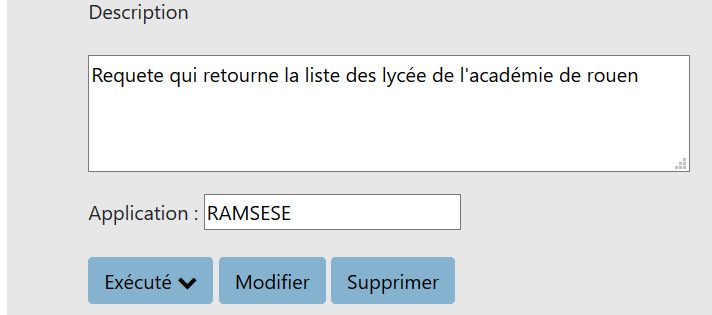 Description
Requete qui retourne la liste des lycée de l'académie de rouen
Application : RAMSESE
Exécuté Modifier Supprimer